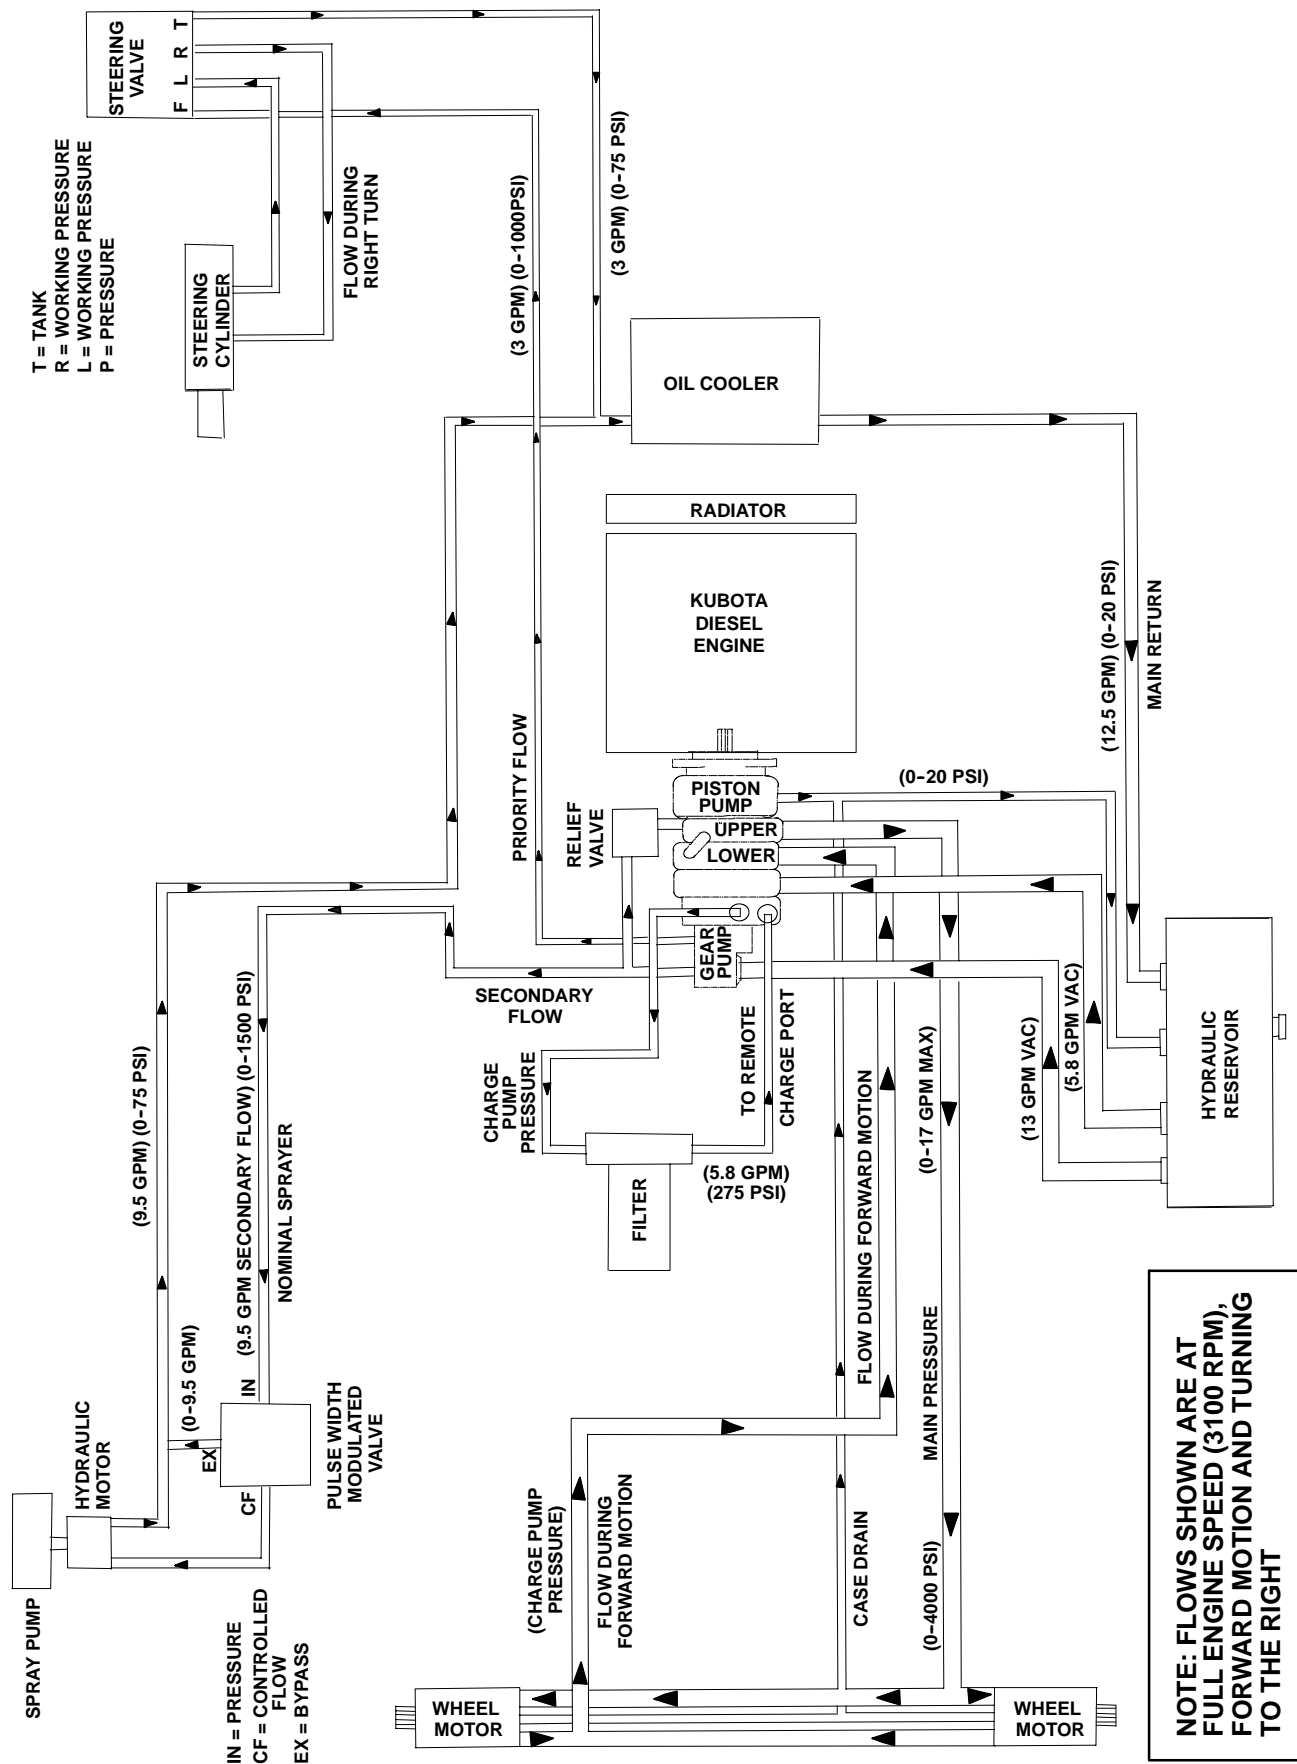 STEERING
VALVE
F L R T
T = TANK
R = WORKING PRESSURE
L = WORKING PRESSURE
P = PRESSURE
STEERING
CYLINDER
FLOW DURING
RIGHT TURN
(3 GPM) (0-1000PSI)
(3 GPM) (0-75 PSI)
OIL COOLER
RADIATOR
KUBOTA
DIESEL
ENGINE
(12.5 GPM) (0-20 PSI)
MAIN RETURN
PRIORITY FLOW
RELIEF
VALVE
PISTON
PUMP
UPPER
LOWER
GEAR
PUMP
(0-20 PSI)
SECONDARY
FLOW
CHARGE
PUMP
PRESSURE
TO REMOTE
CHARGE PORT
FILTER
(5.8 GPM)
(275 PSI)
(9.5 GPM) (0-75 PSI)
(9.5 GPM SECONDARY FLOW) (0-1500 PSI)
NOMINAL SPRAYER
(0-9.5 GPM)
FLOW DURING FORWARD MOTION
(0-17 GPM MAX)
(13 GPM VAC)
(5.8 GPM VAC)
HYDRAULIC
RESERVOIR
SPRAY PUMP
HYDRAULIC
MOTOR
EX
IN
CF
PULSE WIDTH
MODULATED
VALVE
IN = PRESSURE
CF = CONTROLLED
FLOW
EX = BYPASS
(CHARGE PUMP
PRESSURE)
FLOW DURING
FORWARD MOTION
CASE DRAIN
MAIN PRESSURE
(0-4000 PSI)
WHEEL
MOTOR
WHEEL
MOTOR
NOTE: FLOWS SHOWN ARE AT
FULL ENGINE SPEED (3100 RPM),
FORWARD MOTION AND TURNING
TO THE RIGHT